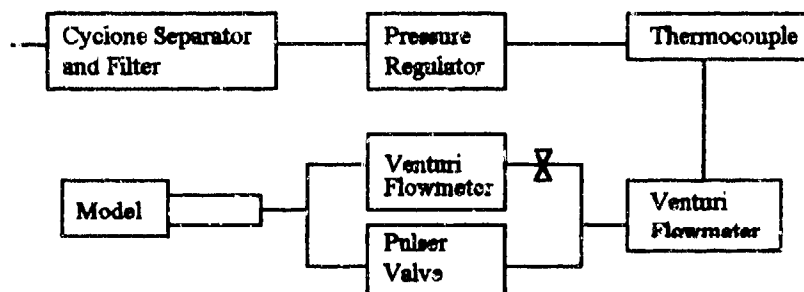 Cyclone Separator
and Filter
Pressure
Regulator
Thermocouple
Venturi
Flowmeter
Model
Venturi
Flowmeter
Pulser
Valve